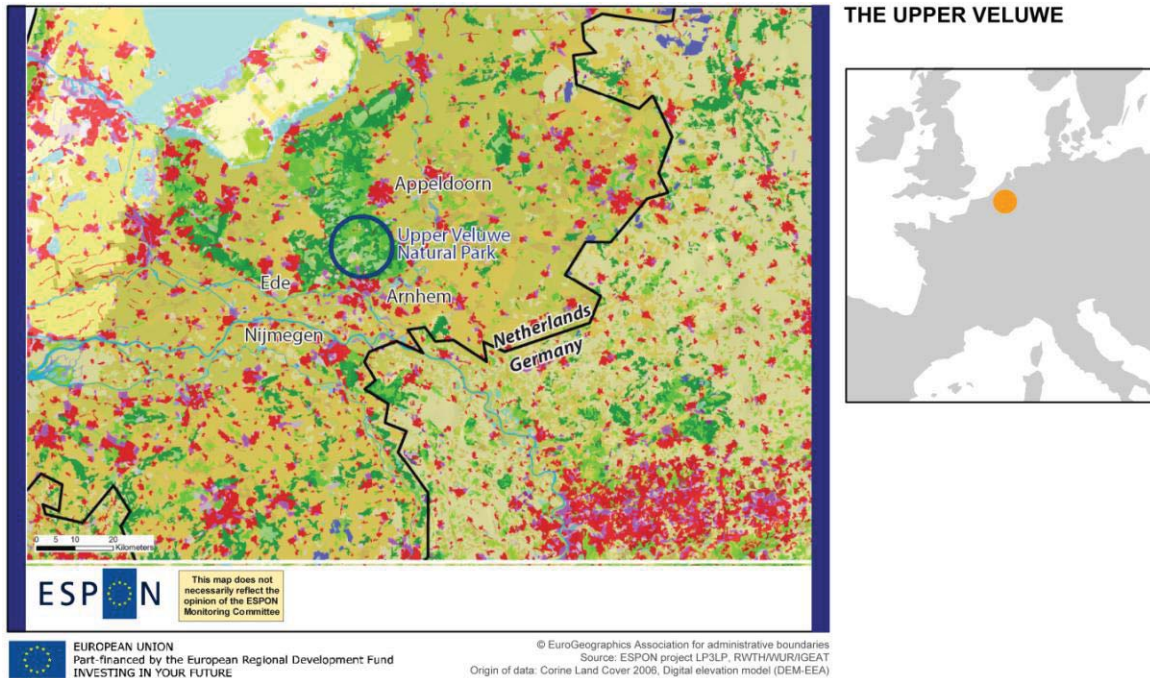 THE UPPER VELUWE
Appeldoorn
Upper Veluwe
Natural Park
Ede
Arnhem
Nijmegen
Netherlands
Germany
0 5 10 20
Kilometers
ESPON
This map does not
necessarily reflect the
opinion of the ESPON
Monitoring Committee
EUROPEAN UNION
Part-financed by the European Regional Development Fund
INVESTING IN YOUR FUTURE
© EuroGeographics Association for administrative boundaries
Source: ESPON project LP3LP, RWTH/WUR/IGEAT
Origin of data: Corine Land Cover 2006, Digital elevation model (DEM-EEA)